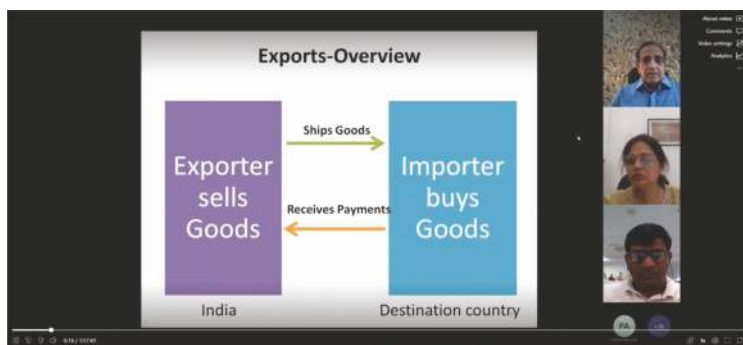 Exports-Overview
Ships Goods
Exporter
sells
Goods
Importer
buys
Goods
Receives Payments
India
Destination country
About video
Comments
Video settings
Analytics
PA